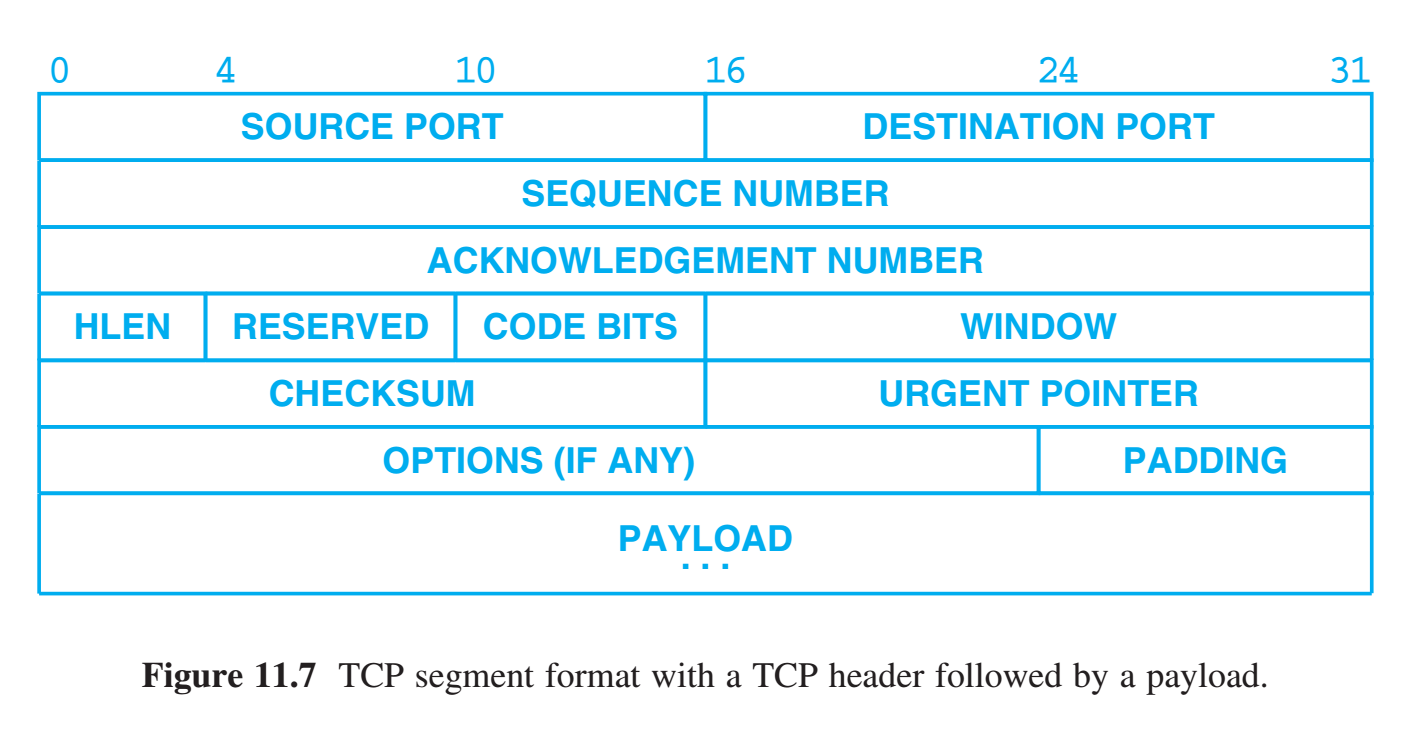 0 4 10 16 24 31
SOURCE PORT DESTINATION PORT
SEQUENCE NUMBER
ACKNOWLEDGEMENT NUMBER
HLEN RESERVED CODE BITS WINDOW
CHECKSUM URGENT POINTER
OPTIONS (IF ANY) PADDING
PAYLOAD
. . .
Figure 11.7 TCP segment format with a TCP header followed by a payload.